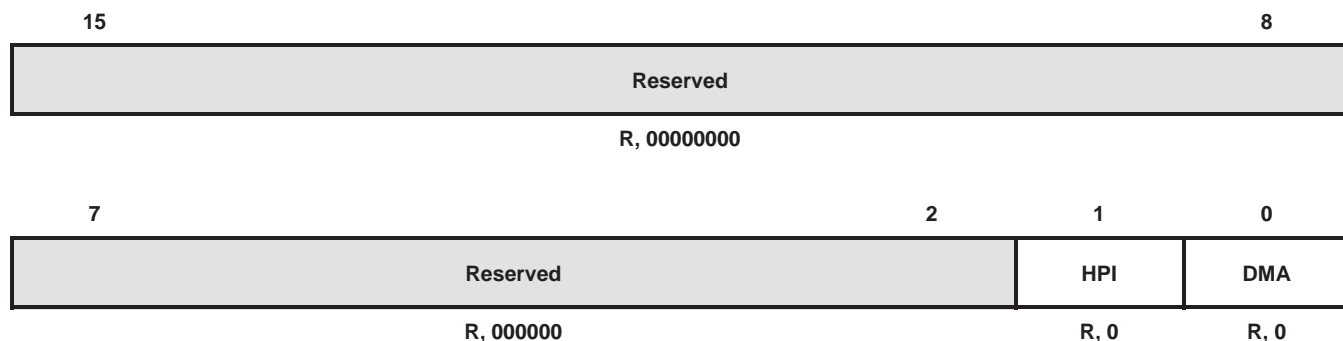 15 8
Reserved
R, 00000000
7 2 1 0
Reserved HPI DMA
R, 000000 R, 0 R, 0